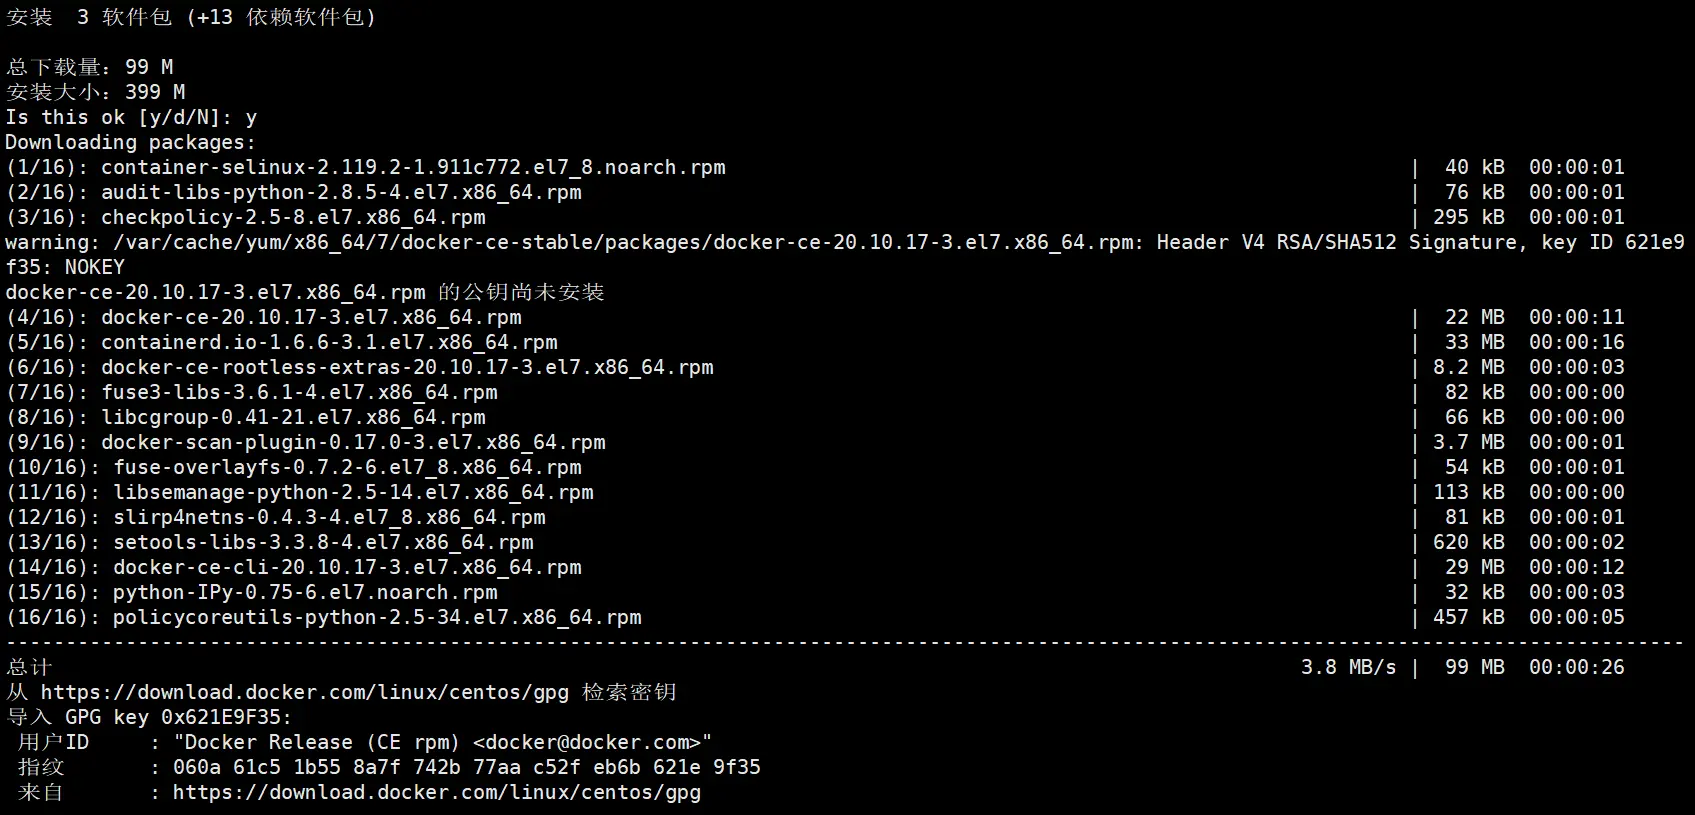 安装  3 软件包 (+13 依赖软件包)
总下载量：99 M
安装大小：399 M
Is this ok [y/d/N]: y
Downloading packages:
(1/16): container-selinux-2.119.2-1.911c772.el7_8.noarch.rpm | 40 kB 00:00:01
(2/16): audit-libs-python-2.8.5-4.el7.x86_64.rpm | 76 kB 00:00:01
(3/16): checkpolicy-2.5-8.el7.x86_64.rpm | 295 kB 00:00:01
warning: /var/cache/yum/x86_64/7/docker-ce-stable/packages/docker-ce-20.10.17-3.el7.x86_64.rpm: Header V4 RSA/SHA512 Signature, key ID 621e9
f35: NOKEY
docker-ce-20.10.17-3.el7.x86_64.rpm 的公钥尚未安装
(4/16): docker-ce-20.10.17-3.el7.x86_64.rpm | 22 MB 00:00:11
(5/16): containerd.io-1.6.6-3.1.el7.x86_64.rpm | 33 MB 00:00:16
(6/16): docker-ce-rootless-extras-20.10.17-3.el7.x86_64.rpm | 8.2 MB 00:00:03
(7/16): fuse3-libs-3.6.1-4.el7.x86_64.rpm | 82 kB 00:00:00
(8/16): libcgroup-0.41-21.el7.x86_64.rpm | 66 kB 00:00:00
(9/16): docker-scan-plugin-0.17.0-3.el7.x86_64.rpm | 3.7 MB 00:00:01
(10/16): fuse-overlayfs-0.7.2-6.el7_8.x86_64.rpm | 54 kB 00:00:01
(11/16): libsemanage-python-2.5-14.el7.x86_64.rpm | 113 kB 00:00:00
(12/16): slirp4netns-0.4.3-4.el7_8.x86_64.rpm | 81 kB 00:00:01
(13/16): setools-libs-3.3.8-4.el7.x86_64.rpm | 620 kB 00:00:02
(14/16): docker-ce-cli-20.10.17-3.el7.x86_64.rpm | 29 MB 00:00:12
(15/16): python-IPy-0.75-6.el7.noarch.rpm | 32 kB 00:00:03
(16/16): policycoreutils-python-2.5-34.el7.x86_64.rpm | 457 kB 00:00:05
--------------------------------------------------------------------------------------------------------------------------------------------
总计 3.8 MB/s | 99 MB 00:00:26
从 https://download.docker.com/linux/centos/gpg 检索密钥
导入 GPG key 0x621E9F35:
用户ID : "Docker Release (CE rpm) <docker@docker.com>"
指纹 : 060a 61c5 1b55 8a7f 742b 77aa c52f eb6b 621e 9f35
来自 : https://download.docker.com/linux/centos/gpg